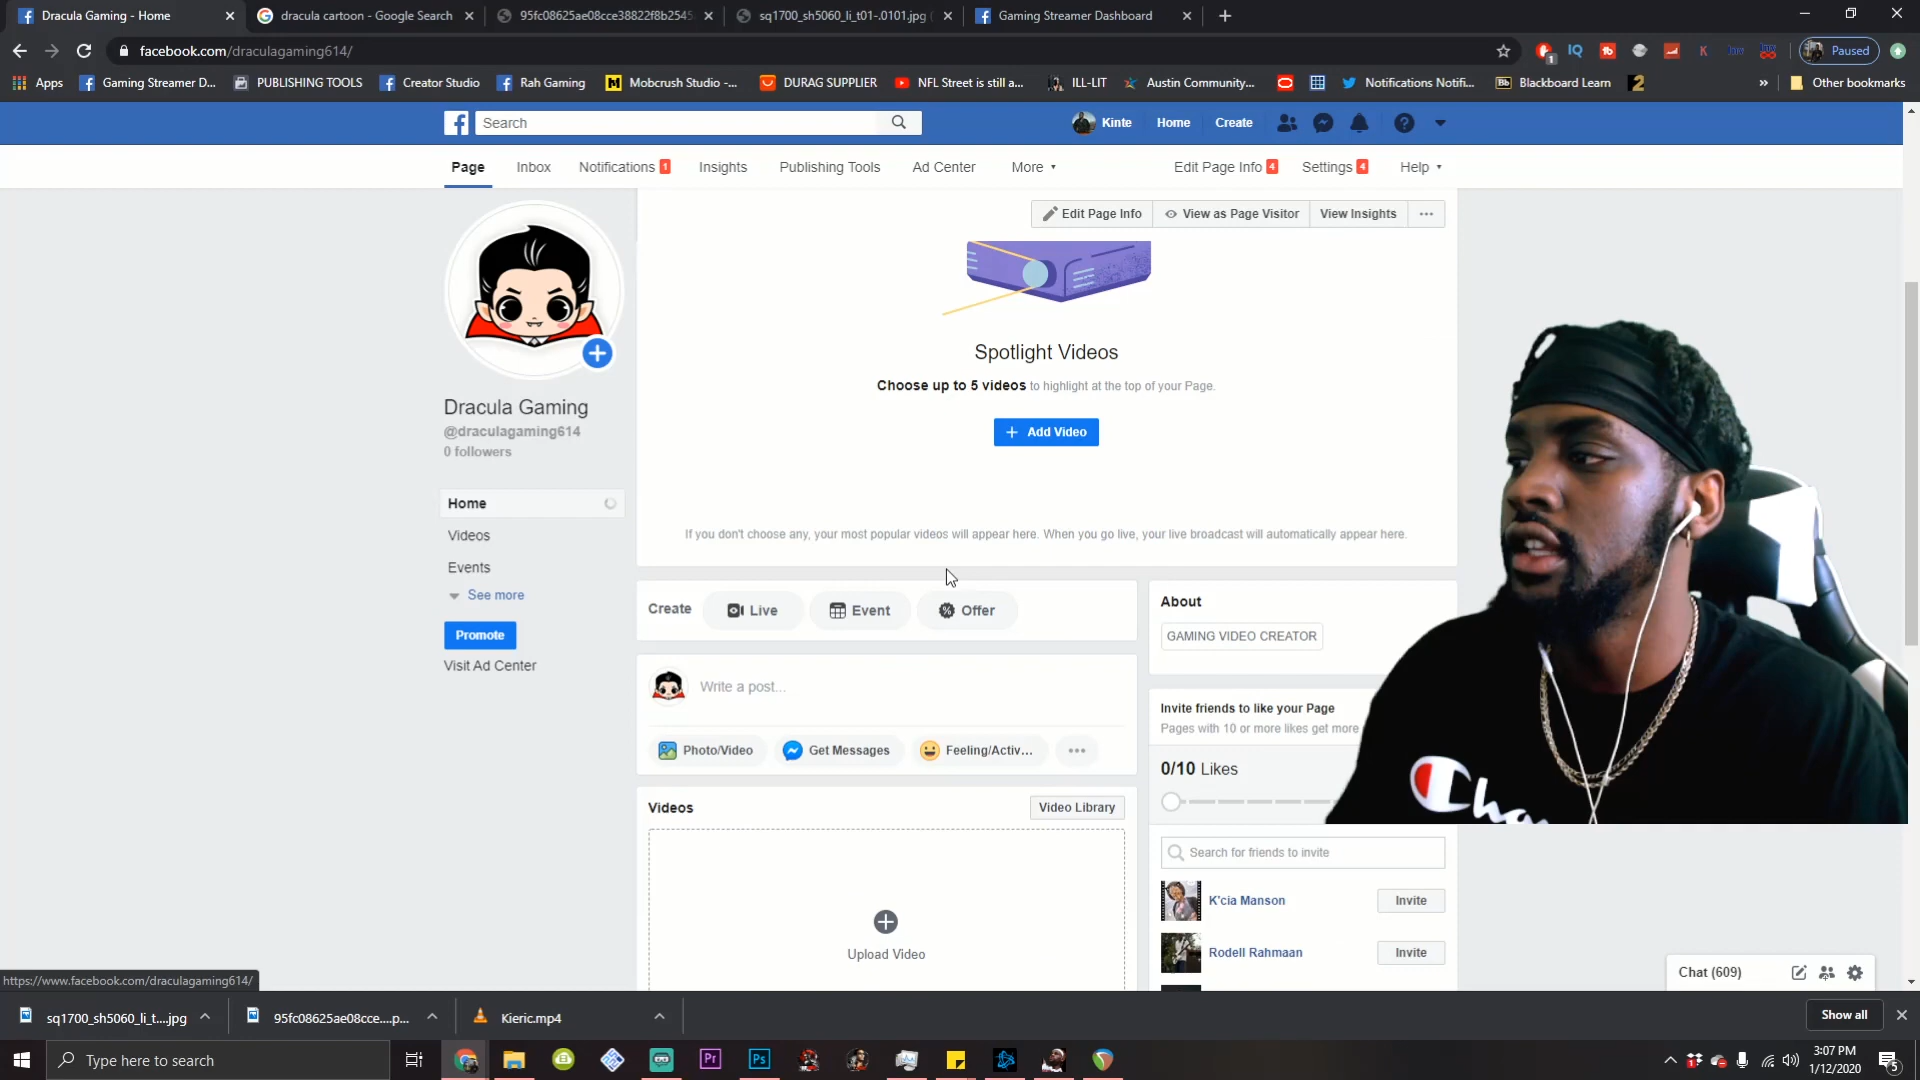 Dracula Gaming - Home
dracula cartoon - Google Search
95fc08625ae08cce38822f8b2545
sq1700_sh5060_li_t01-.0101.jpg (
Gaming Streamer Dashboard
facebook.com/draculagaming614/
Paused
Apps
Gaming Streamer D...
PUBLISHING TOOLS
Creator Studio
Rah Gaming
Mobcrush Studio -...
DURAG SUPPLIER
NFL Street is still a...
ILL-LIT
Austin Community...
Notifications Notifi...
Blackboard Learn
»
Other bookmarks
Search
Kinte
Home
Create
Page
Inbox
Notifications 1
Insights
Publishing Tools
Ad Center
More
Edit Page Info 4
Settings 4
Help
Edit Page Info
View as Page Visitor
View Insights
...
Spotlight Videos
Choose up to 5 videos to highlight at the top of your Page.
+ Add Video
If you don't choose any, your most popular videos will appear here. When you go live, your live broadcast will automatically appear here.
Dracula Gaming
@draculagaming614
0 followers
Home
Videos
Events
See more
Promote
Visit Ad Center
Create
Live
Event
Offer
Write a post...
Photo/Video
Get Messages
Feeling/Activ...
Videos
Video Library
Upload Video
About
GAMING VIDEO CREATOR
Invite friends to like your Page
Pages with 10 or more likes get more
0/10 Likes
Search for friends to invite
K'cia Manson
Invite
Rodell Rahmaan
Invite
Cha
Chat (609)
https://www.facebook.com/draculagaming614/
sq1700_sh5060_li_t....jpg
95fc08625ae08cce....p...
Kieric.mp4
Show all
Type here to search
Pr
Ps
3:07 PM
1/12/2020
5